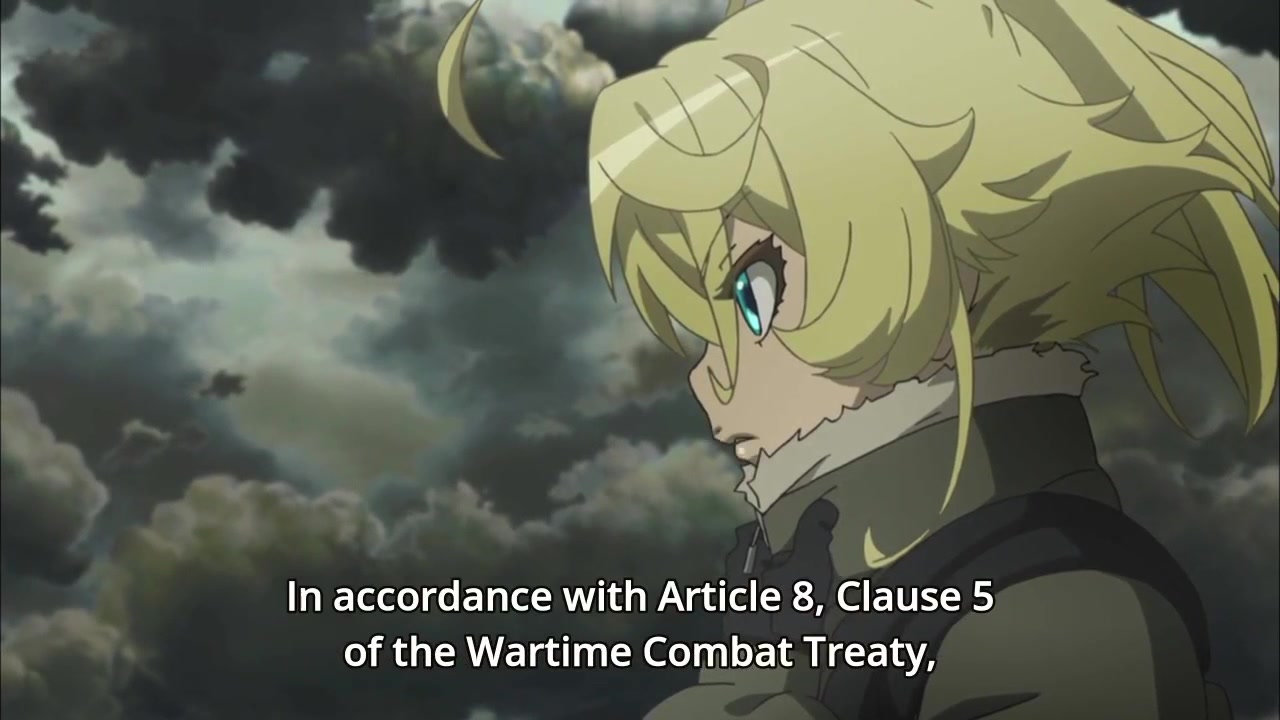 In accordance with Article 8, Clause 5
of the Wartime Combat Treaty,